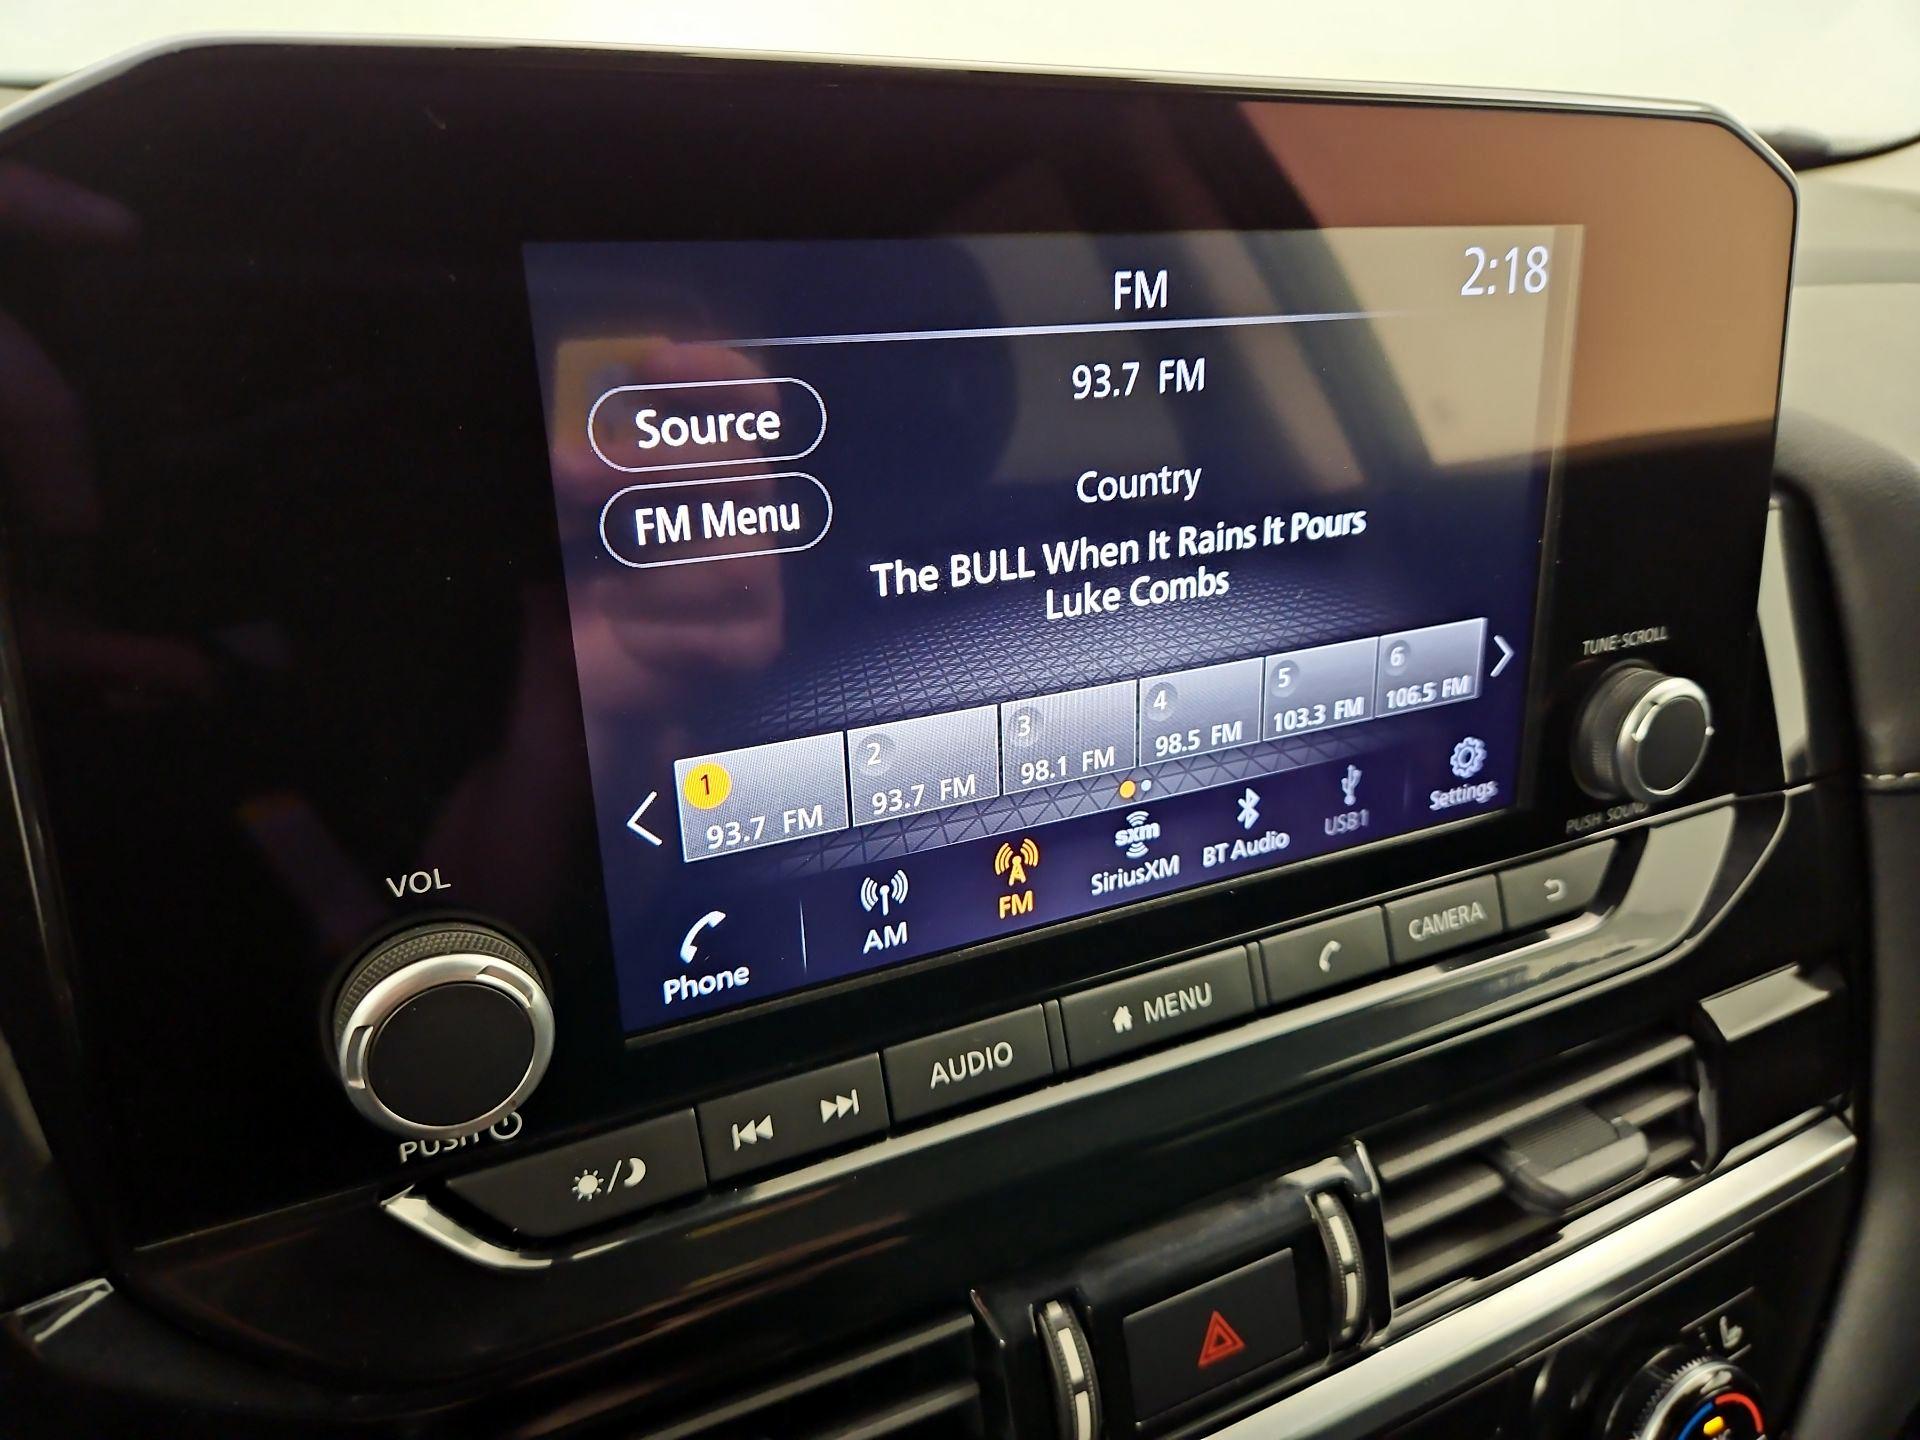 FM
2:18
93.7 FM
Source
Country
FM Menu
The BULL When It Rains It Pours
Luke Combs
1
93.7 FM
2
93.7 FM
3
98.1 FM
4
98.5 FM
5
103.3 FM
6
106.5 FM
Phone
AM
FM
sxm
SiriusXM
BT Audio
USB1
Settings
VOL
PUSH
TUNE·SCROLL
PUSH SOUND
AUDIO
MENU
CAMERA